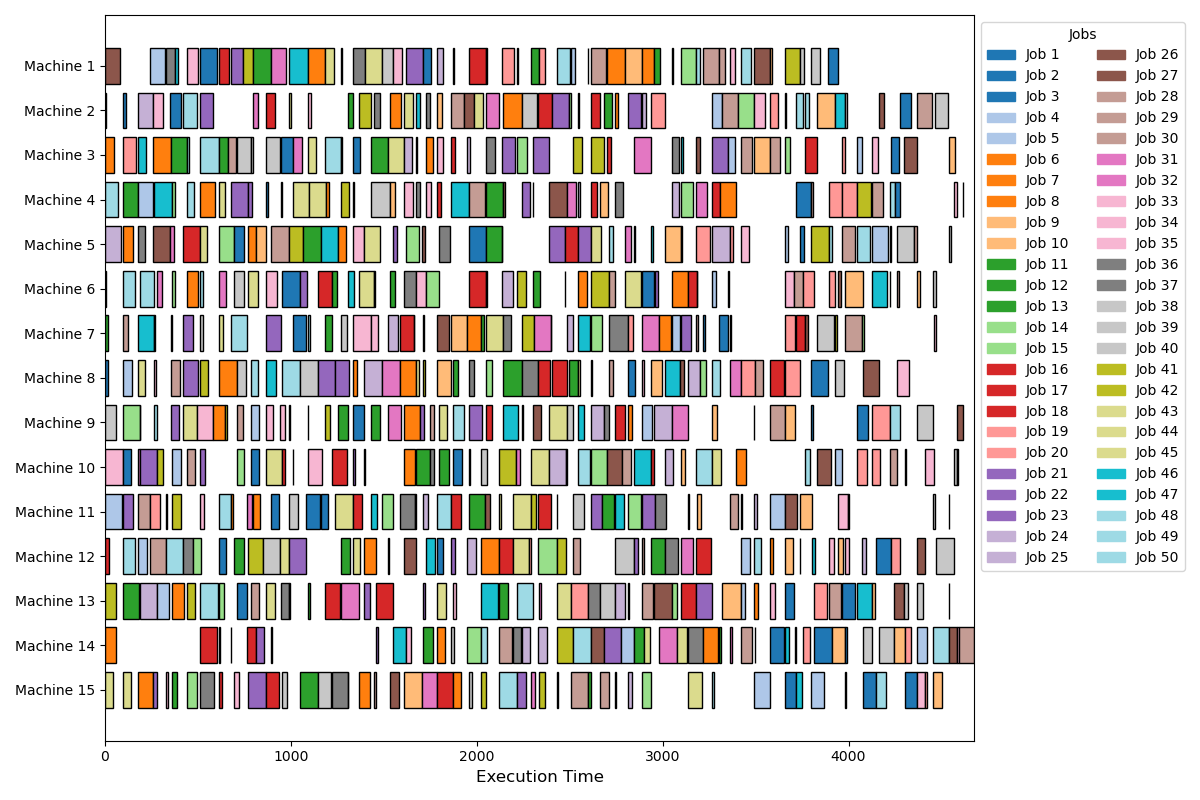 Machine 1
Machine 2
Machine 3
Machine 4
Machine 5
Machine 6
Machine 7
Machine 8
Machine 9
Machine 10
Machine 11
Machine 12
Machine 13
Machine 14
Machine 15
0 1000 2000 3000 4000
Execution Time
Jobs
Job 1
Job 2
Job 3
Job 4
Job 5
Job 6
Job 7
Job 8
Job 9
Job 10
Job 11
Job 12
Job 13
Job 14
Job 15
Job 16
Job 17
Job 18
Job 19
Job 20
Job 21
Job 22
Job 23
Job 24
Job 25
Job 26
Job 27
Job 28
Job 29
Job 30
Job 31
Job 32
Job 33
Job 34
Job 35
Job 36
Job 37
Job 38
Job 39
Job 40
Job 41
Job 42
Job 43
Job 44
Job 45
Job 46
Job 47
Job 48
Job 49
Job 50